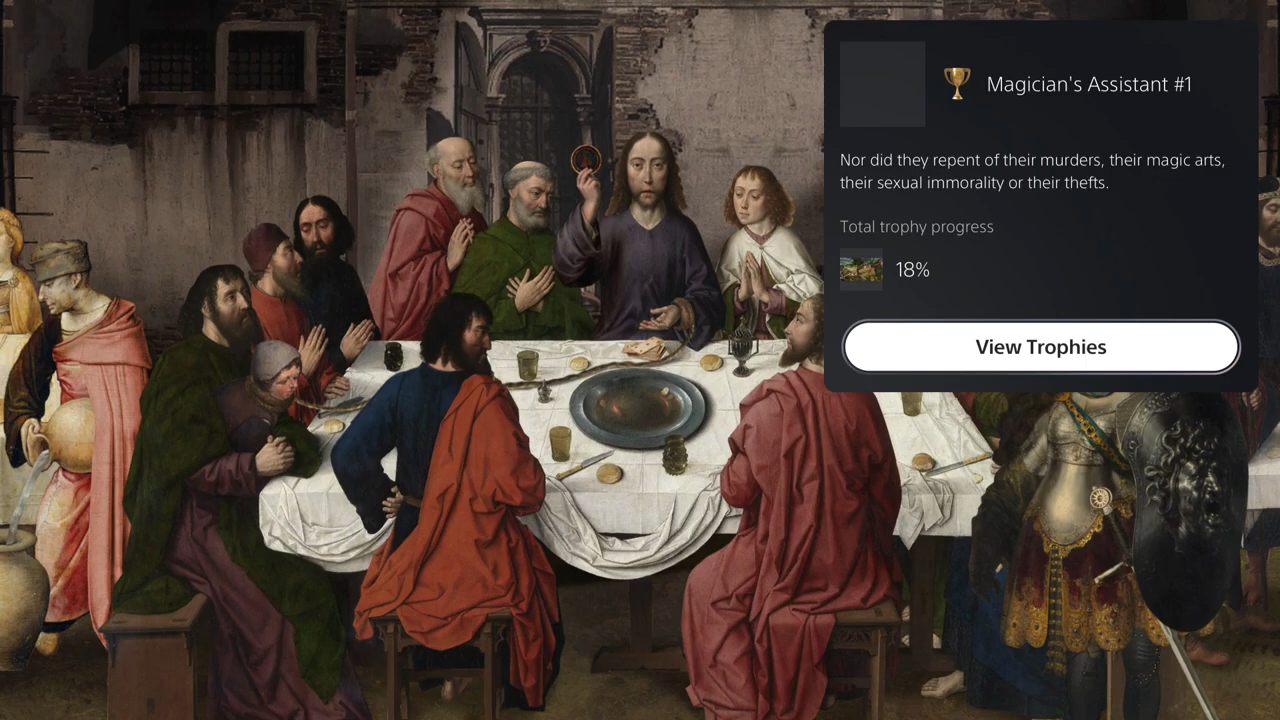 Magician's Assistant #1
Nor did they repent of their murders, their magic arts,
their sexual immorality or their thefts.
Total trophy progress
18%
View Trophies